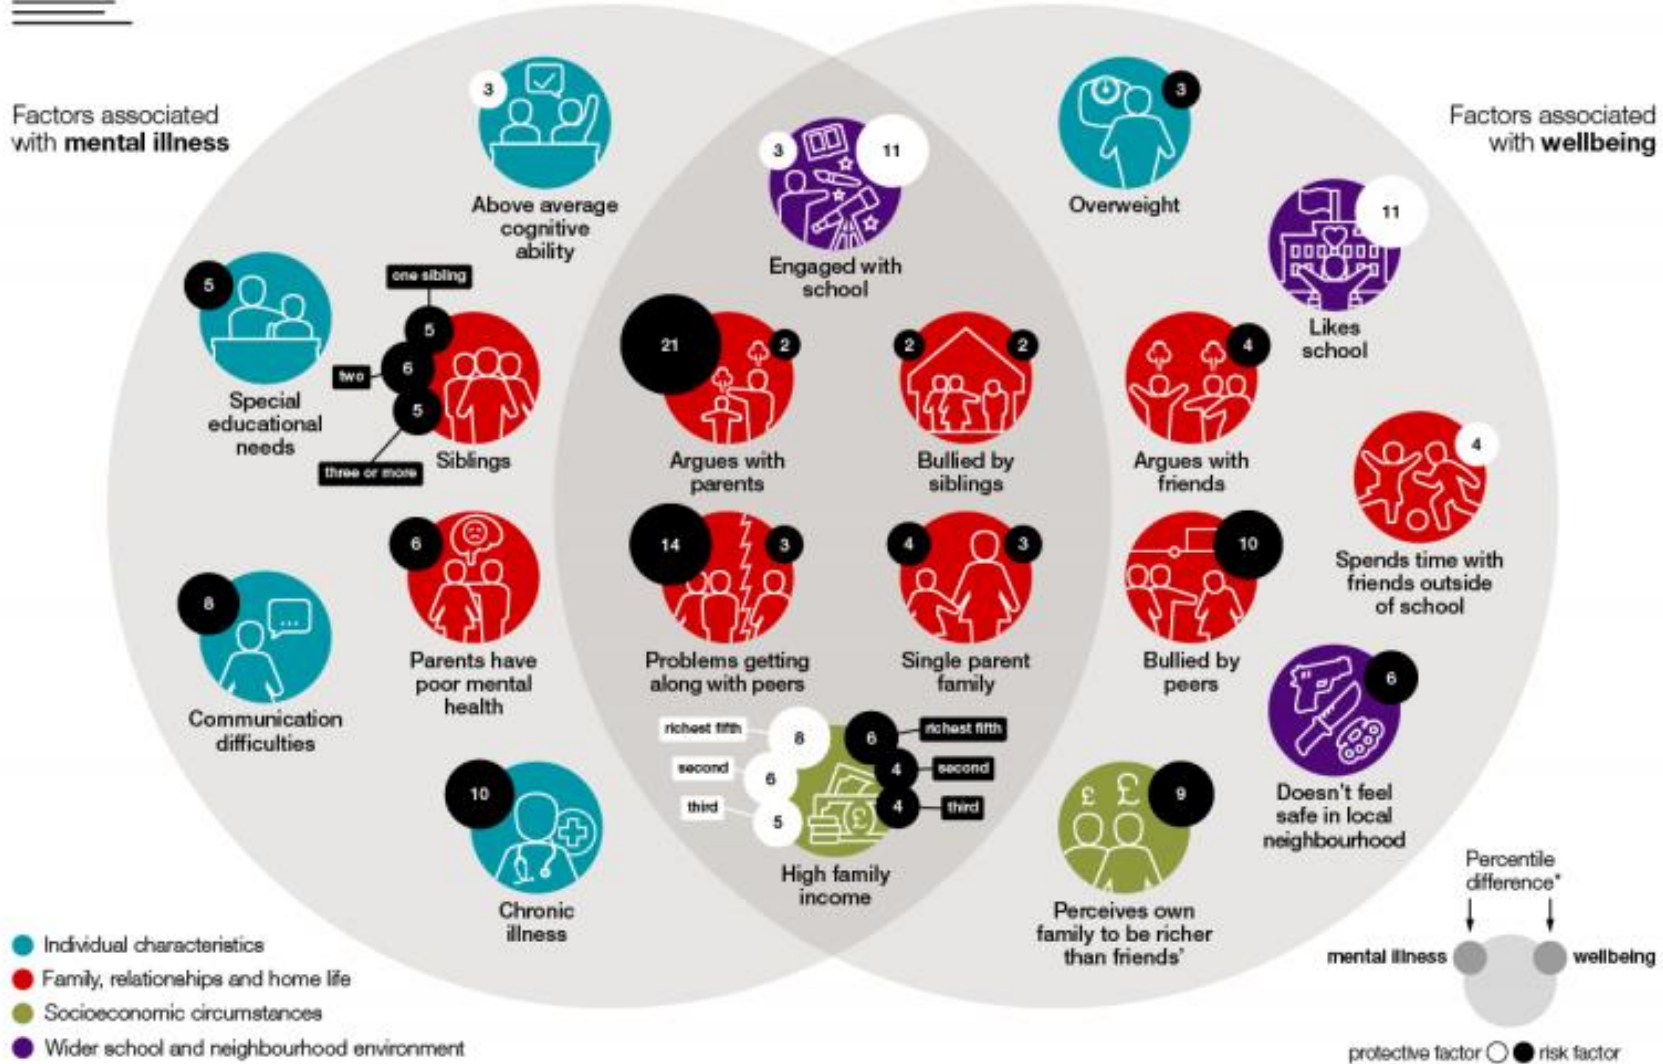 Factors associated
with mental illness
Factors associated
with wellbeing
3
Above average
cognitive
ability
3
11
Engaged with
school
3
Overweight
11
Likes
school
5
Special
educational
needs
one sibling
5
two
6
5
three or more
Siblings
21
2
Argues with
parents
2
2
Bullied by
siblings
4
Argues with
friends
4
Spends time with
friends outside
of school
8
...
Communication
difficulties
6
Parents have
poor mental
health
14
3
Problems getting
along with peers
4
3
Single parent
family
10
Bullied by
peers
6
Doesn't feel
safe in local
neighbourhood
10
Chronic
illness
richest fifth
8
6
richest fifth
second
6
4
second
third
5
4
third
£
High family
income
£ £
9
Perceives own
family to be richer
than friends'
Individual characteristics
Family, relationships and home life
Socioeconomic circumstances
Wider school and neighbourhood environment
Percentile
difference*
mental illness
wellbeing
protective factor
risk factor